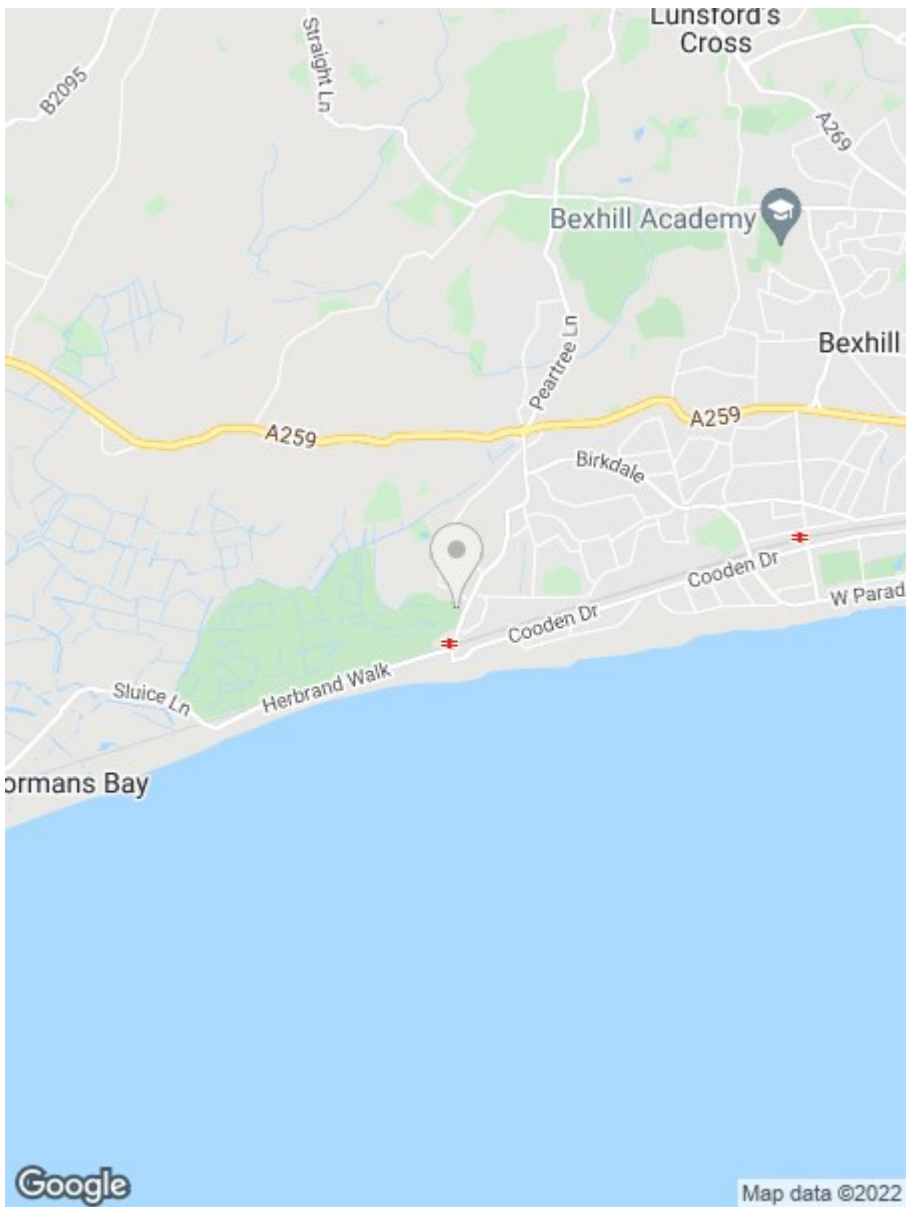 Lunsford's
Cross
Straight Ln
B2095
A269
Bexhill Academy
Peartree Ln
Bexhill
A259
A259
Birkdale
Cooden Dr
W Parad
Cooden Dr
Herbrand Walk
Sluice Ln
ormans Bay
Google
Map data ©2022